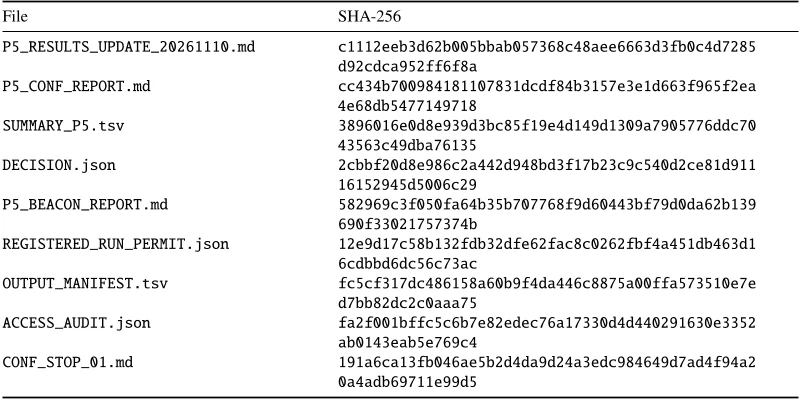 File SHA-256
P5_RESULTS_UPDATE_20261110.md c1112eeb3d62b005bbab057368c48aee6663d3fb0c4d7285
d92cdca952ff6f8a
P5_CONF_REPORT.md cc434b700984181107831dcdf84b3157e3e1d663f965f2ea
4e68db5477149718
SUMMARY_P5.tsv 3896016e0d8e939d3bc85f19e4d149d1309a7905776ddc70
43563c49dba76135
DECISION.json 2cbbf20d8e986c2a442d948bd3f17b23c9c540d2ce81d911
16152945d5006c29
P5_BEACON_REPORT.md 582969c3f050fa64b35b707768f9d60443bf79d0da62b139
690f33021757374b
REGISTERED_RUN_PERMIT.json 12e9d17c58b132fdb32dfe62fac8c0262fbf4a451db463d1
6cdbbd6dc56c73ac
OUTPUT_MANIFEST.tsv fc5cf317dc486158a60b9f4da446c8875a00ffa573510e7e
d7bb82dc2c0aaa75
ACCESS_AUDIT.json fa2f001bffc5c6b7e82edec76a17330d4d440291630e3352
ab0143eab5e769c4
CONF_STOP_01.md 191a6ca13fb046ae5b2d4da9d24a3edc984649d7ad4f94a2
0a4adb69711e99d5